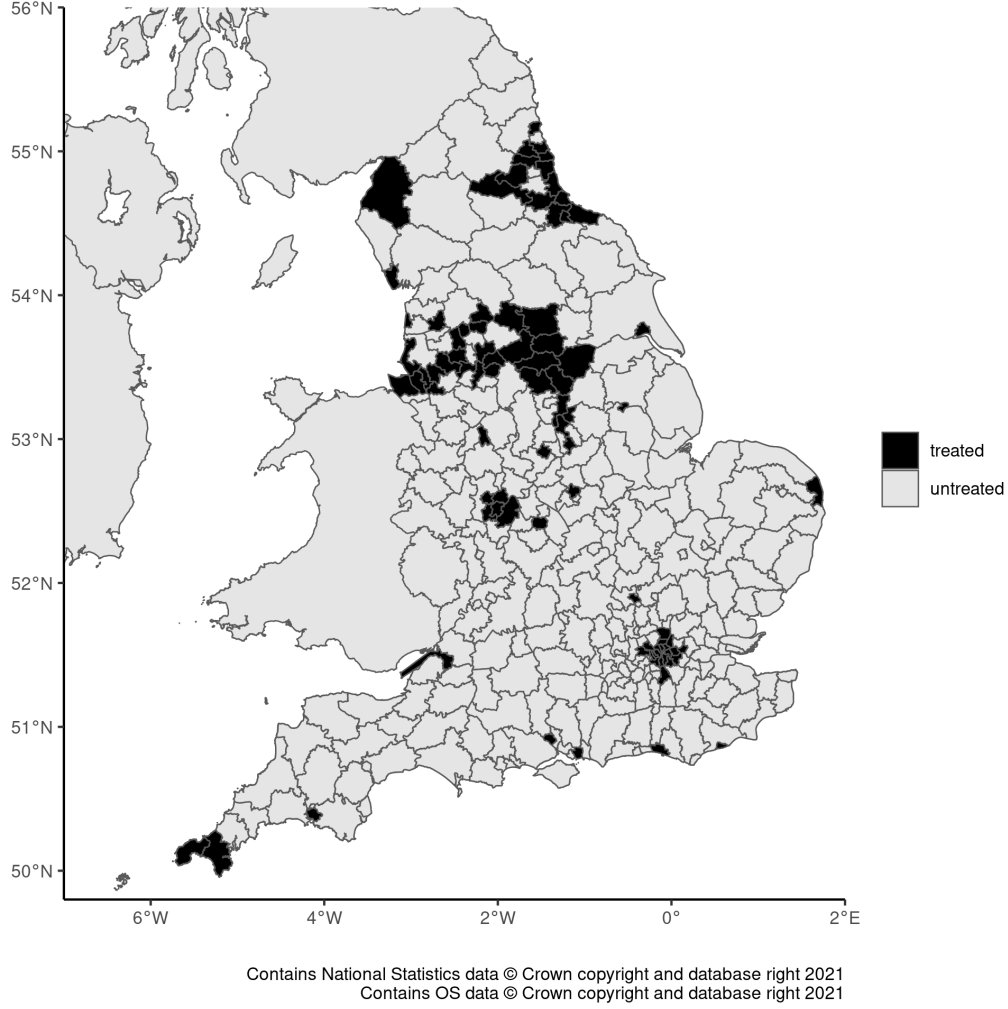 56°N
55°N
54°N
53°N
52°N
51°N
50°N
treated
untreated
6°W 4°W 2°W 0° 2°E
Contains National Statistics data © Crown copyright and database right 2021
Contains OS data © Crown copyright and database right 2021